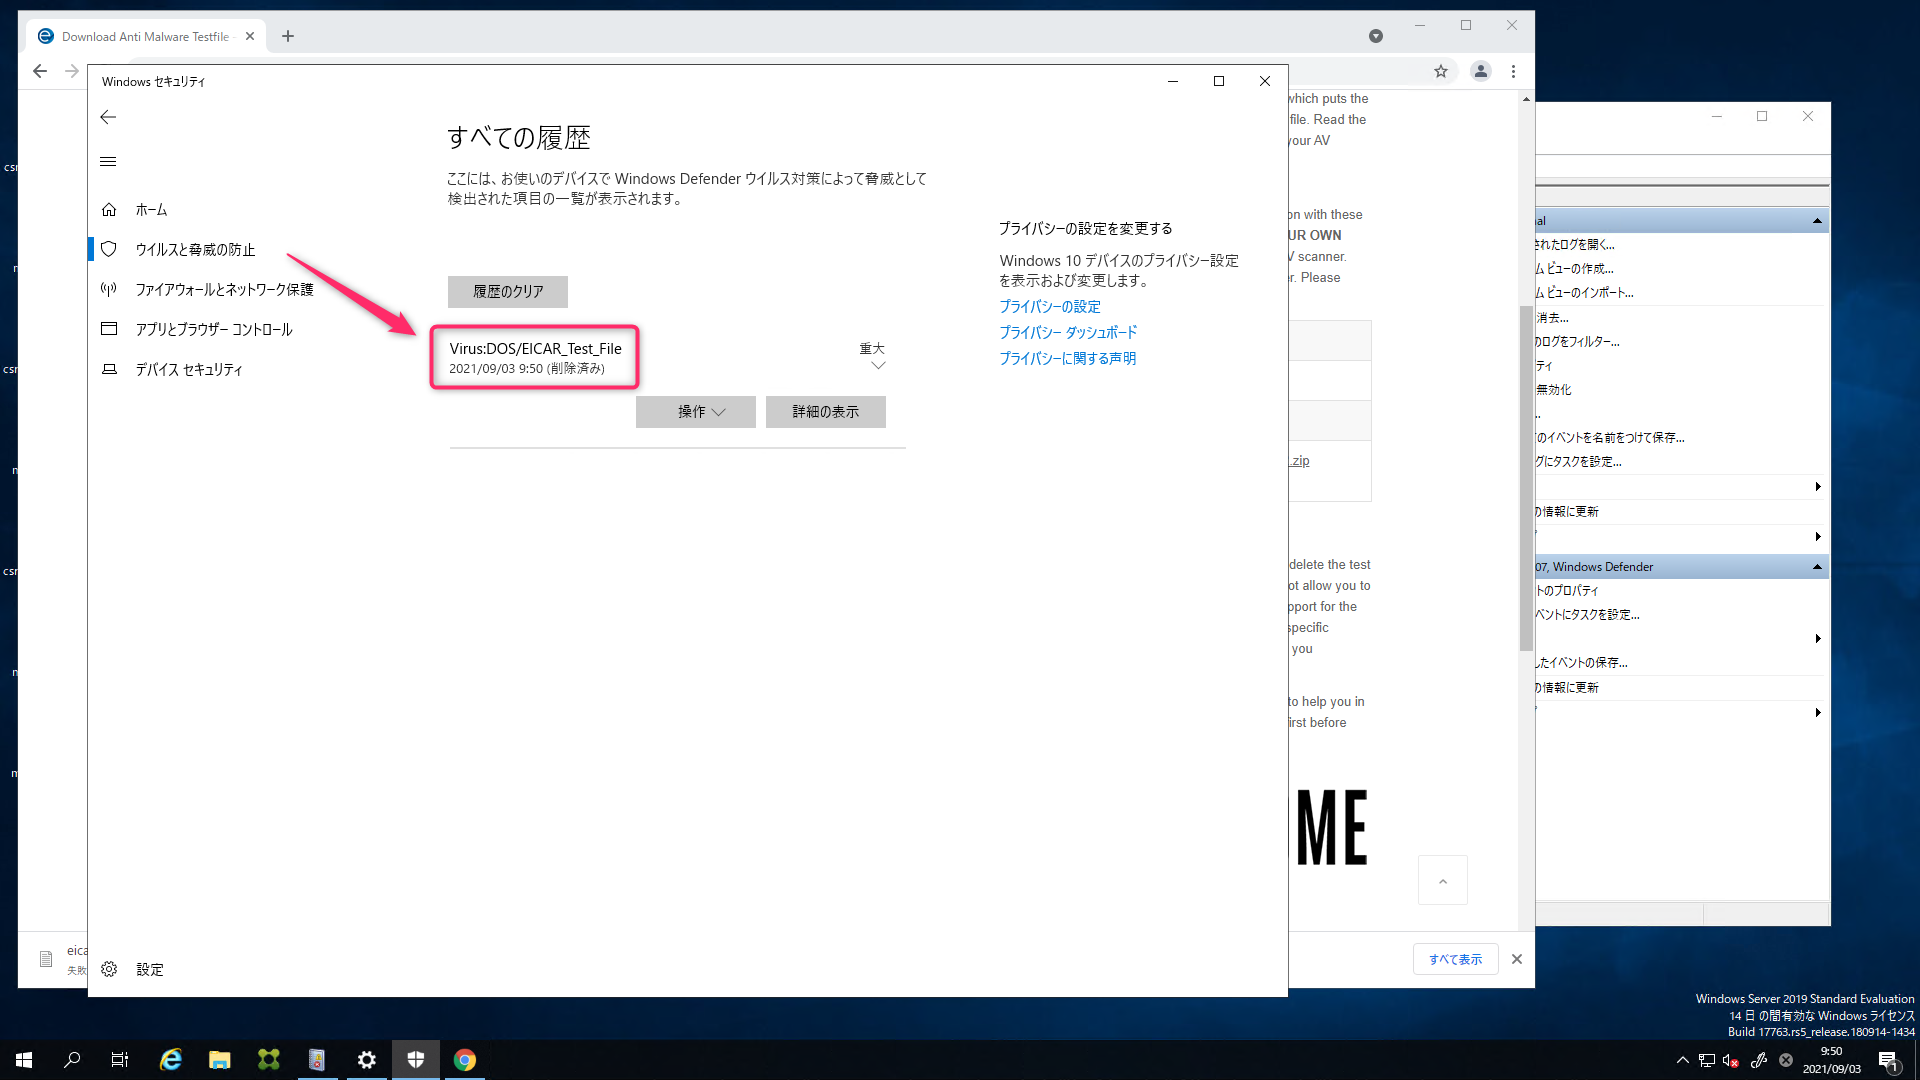 Download Anti Malware Testfile
Windows セキュリティ
すべての履歴
ここには、お使いのデバイスで Windows Defender ウイルス対策によって脅威として
検出された項目の一覧が表示されます。
ホーム
ウイルスと脅威の防止
ファイアウォールとネットワーク保護
アプリとブラウザー コントロール
デバイス セキュリティ
設定
履歴のクリア
Virus:DOS/EICAR_Test_File
2021/09/03 9:50 (削除済み)
重大
操作
詳細の表示
プライバシーの設定を変更する
Windows 10 デバイスのプライバシー設定
を表示および変更します。
プライバシーの設定
プライバシー ダッシュボード
プライバシーに関する声明
which puts the
file. Read the
your AV
on with these
UR OWN
V scanner.
er. Please
.zip
delete the test
ot allow you to
pport for the
specific
you
to help you in
first before
ME
eica
失敗
すべて表示
al
されたログを開く...
ム ビューの作成...
ム ビューのインポート...
消去...
のログをフィルター...
ティ
無効化
...
のイベントを名前をつけて保存...
グにタスクを設定...
の情報に更新
07, Windows Defender
トのプロパティ
ベントにタスクを設定...
したイベントの保存...
の情報に更新
csr
csr
csr
Windows Server 2019 Standard Evaluation
14 日 の間有効な Windows ライセンス
Build 17763.rs5_release.180914-1434
9:50
2021/09/03
1